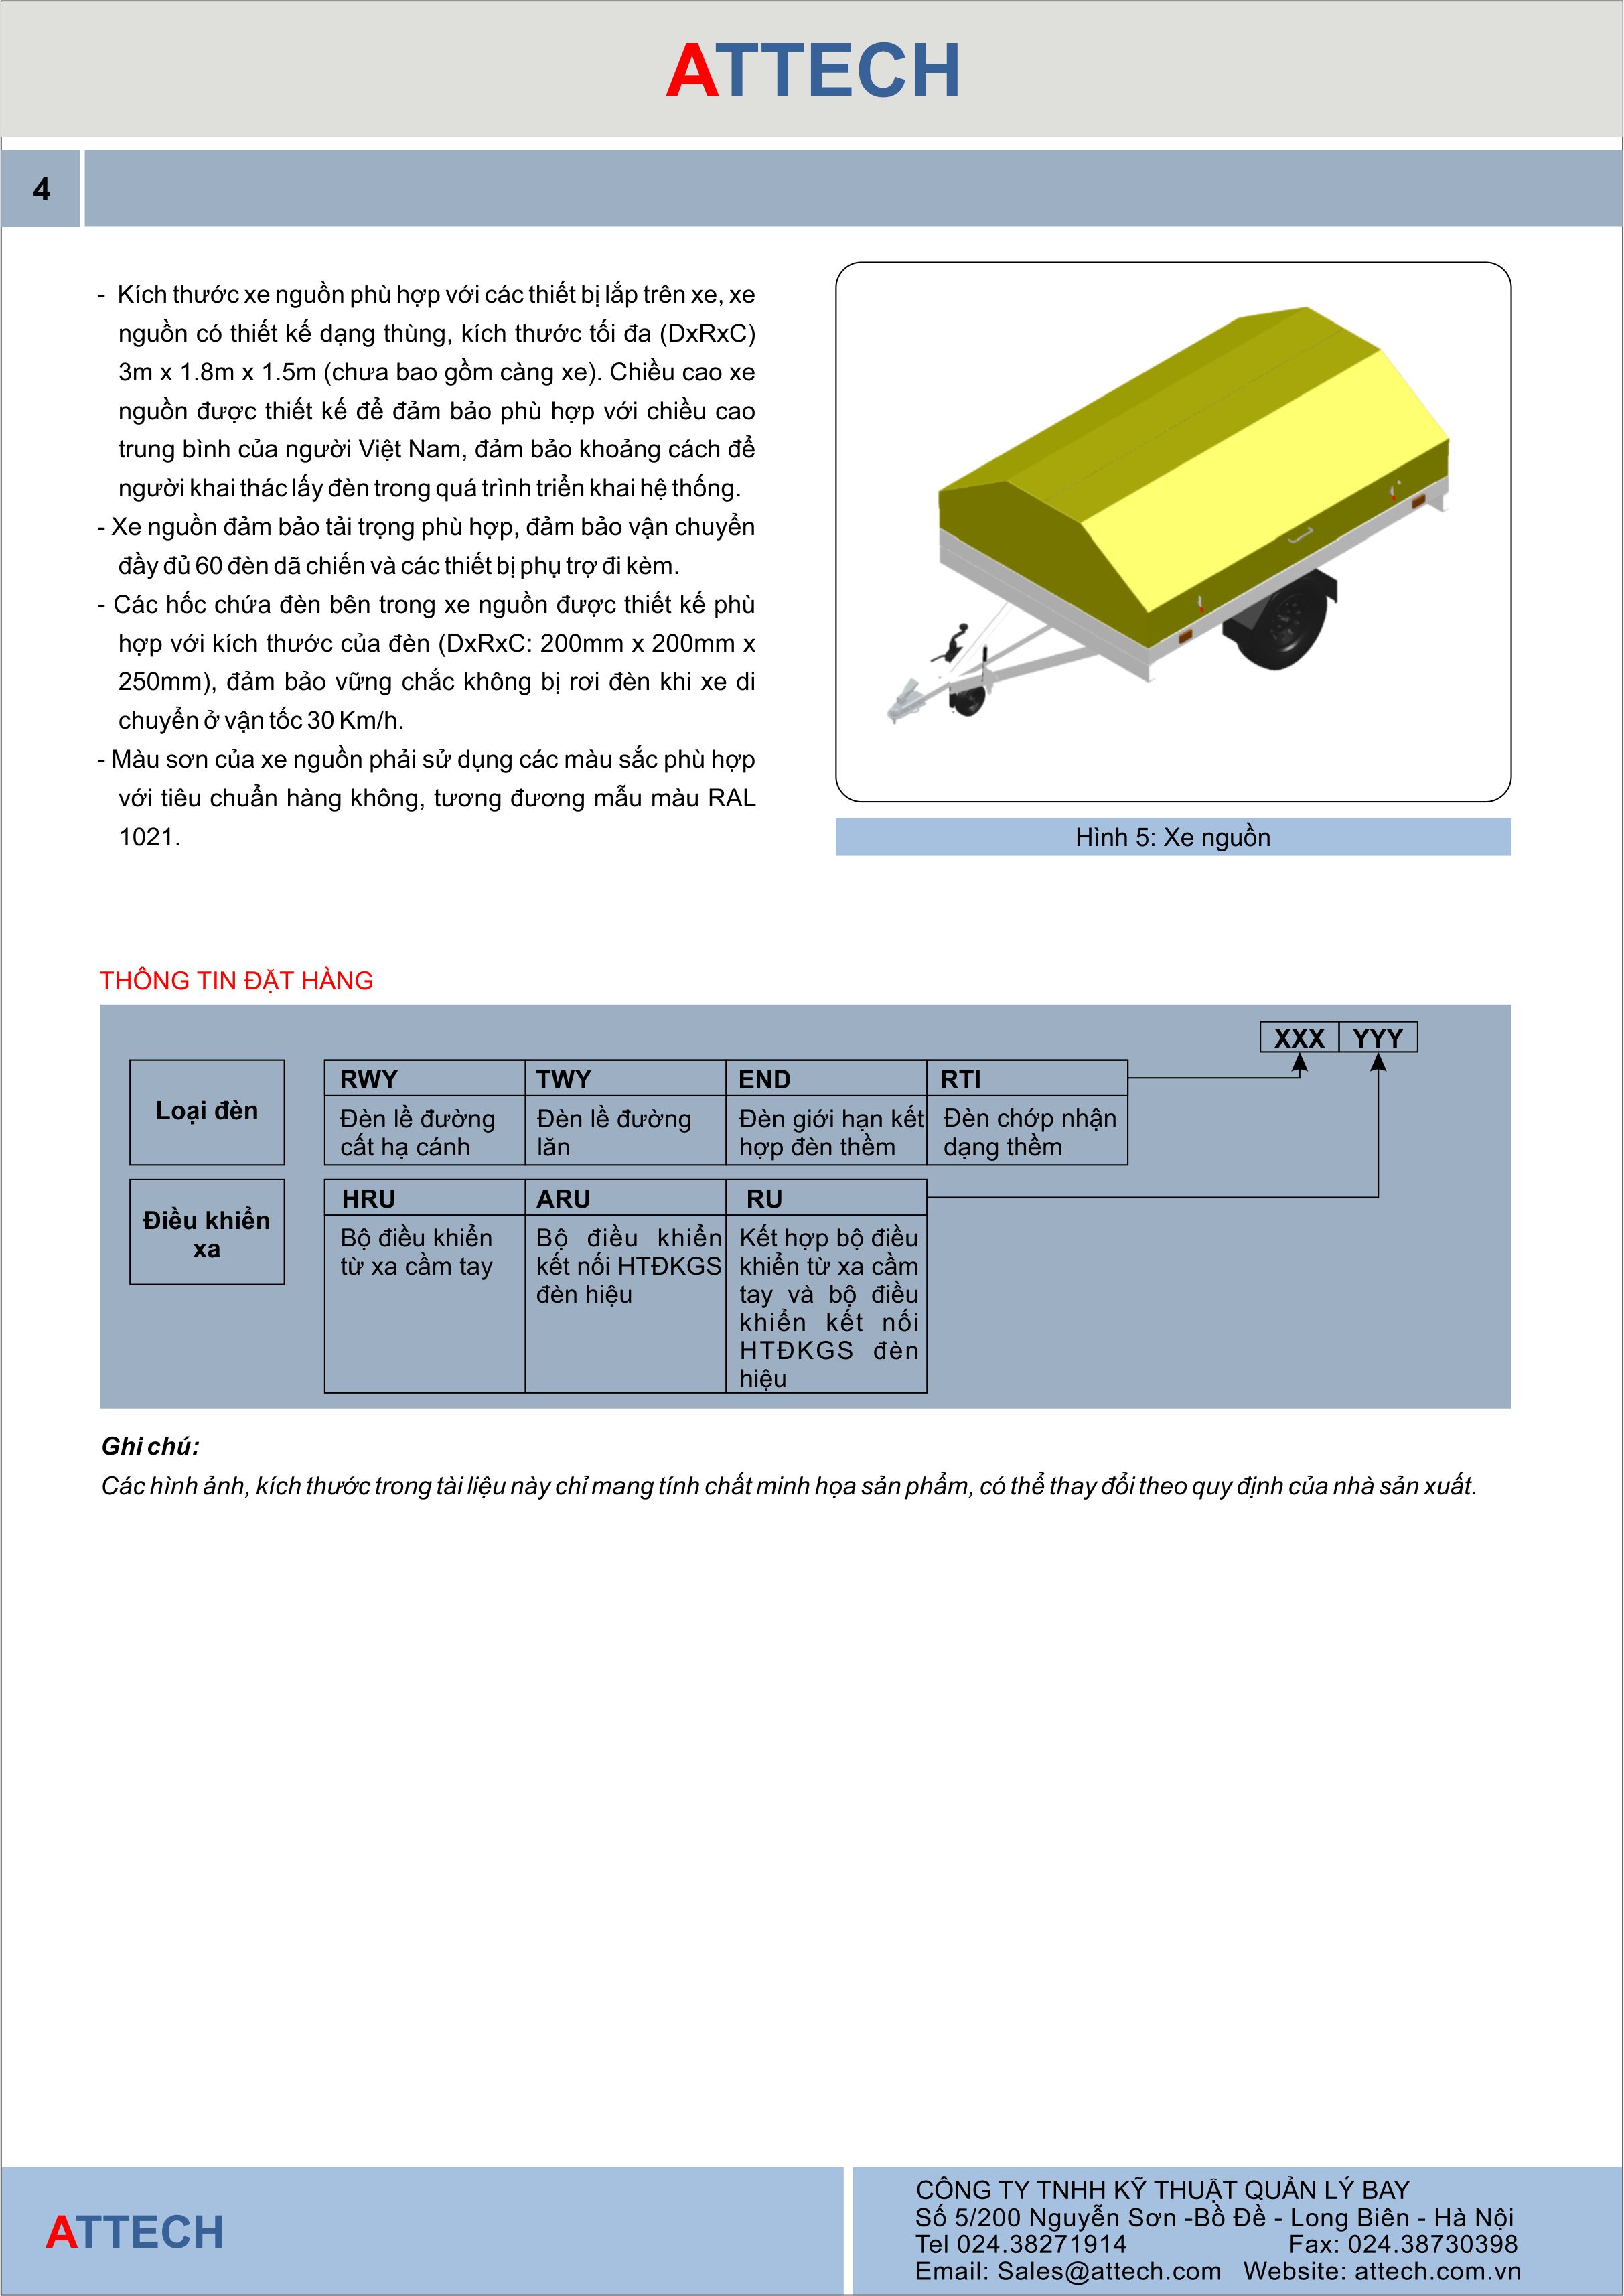 ATTECH
4
- Kích thước xe nguồn phù hợp với các thiết bị lắp trên xe, xe
nguồn có thiết kế dạng thùng, kích thước tối đa (DxRxC)
3m x 1.8m x 1.5m (chưa bao gồm càng xe). Chiều cao xe
nguồn được thiết kế để đảm bảo phù hợp với chiều cao
trung bình của người Việt Nam, đảm bảo khoảng cách để
người khai thác lấy đèn trong quá trình triển khai hệ thống.
- Xe nguồn đảm bảo tải trọng phù hợp, đảm bảo vận chuyển
đầy đủ 60 đèn dã chiến và các thiết bị phụ trợ đi kèm.
- Các hốc chứa đèn bên trong xe nguồn được thiết kế phù
hợp với kích thước của đèn (DxRxC: 200mm x 200mm x
250mm), đảm bảo vững chắc không bị rơi đèn khi xe di
chuyển ở vận tốc 30 Km/h.
- Màu sơn của xe nguồn phải sử dụng các màu sắc phù hợp
với tiêu chuẩn hàng không, tương đương mẫu màu RAL
1021.
Hình 5: Xe nguồn
THÔNG TIN ĐẶT HÀNG
XXX YYY
Loại đèn
RWY TWY END RTI
Đèn lề đường Đèn lề đường Đèn giới hạn kết Đèn chớp nhận
cất hạ cánh lăn hợp đèn thềm dạng thềm
Điều khiển
xa
HRU ARU RU
Bộ điều khiển Bộ điều khiển Kết hợp bộ điều
từ xa cầm tay kết nối HTĐKGS khiển từ xa cầm
đèn hiệu tay và bộ điều
khiển kết nối
HTĐKGS đèn
hiệu
Ghi chú:
Các hình ảnh, kích thước trong tài liệu này chỉ mang tính chất minh họa sản phẩm, có thể thay đổi theo quy định của nhà sản xuất.
ATTECH
CÔNG TY TNHH KỸ THUẬT QUẢN LÝ BAY
Số 5/200 Nguyễn Sơn -Bồ Đề - Long Biên - Hà Nội
Tel 024.38271914 Fax: 024.38730398
Email: Sales@attech.com Website: attech.com.vn